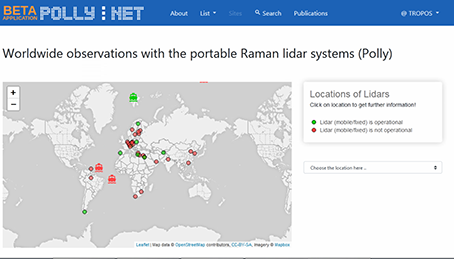 BETA
APPLICATION
POLLY NET
About List Sites Search Publications @ TROPOS
Worldwide observations with the portable Raman lidar systems (Polly)
+
−
Locations of Lidars
Click on location to get further information!
Lidar (mobile/fixed) is operational
Lidar (mobile/fixed) is not operational
Choose the location here ..
Leaflet | Map data © OpenStreetMap contributors, CC-BY-SA, Imagery © Mapbox